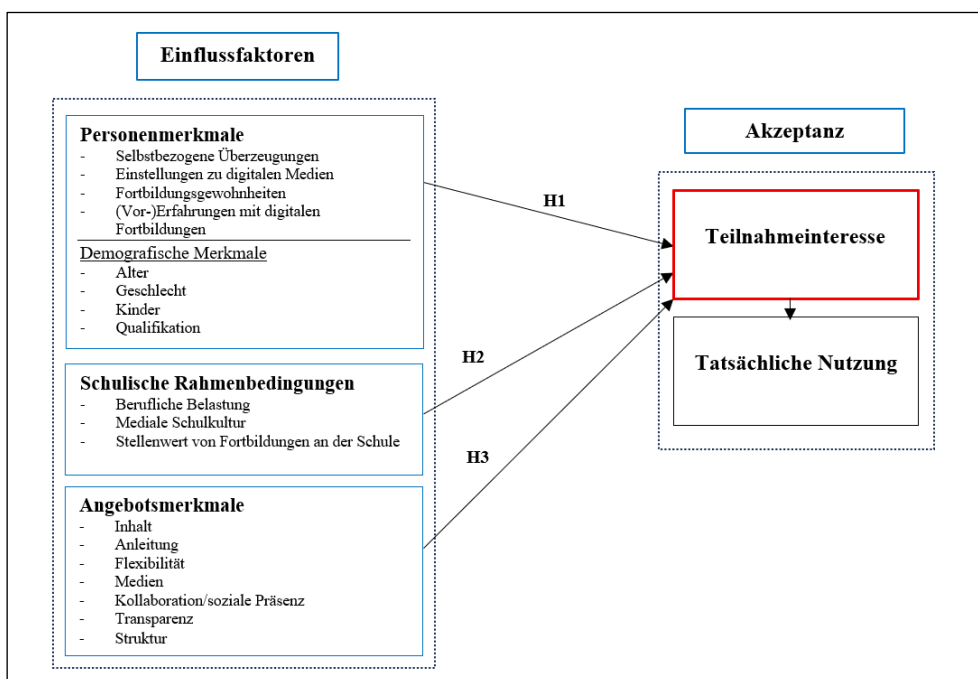 Einflussfaktoren
Personenmerkmale
- Selbstbezogene Überzeugungen
- Einstellungen zu digitalen Medien
- Fortbildungsgewohnheiten
- (Vor-)Erfahrungen mit digitalen
Fortbildungen
Demografische Merkmale
- Alter
- Geschlecht
- Kinder
- Qualifikation
Schulische Rahmenbedingungen
- Berufliche Belastung
- Mediale Schulkultur
- Stellenwert von Fortbildungen an der Schule
Angebotsmerkmale
- Inhalt
- Anleitung
- Flexibilität
- Medien
- Kollaboration/soziale Präsenz
- Transparenz
- Struktur
H1
H2
H3
Akzeptanz
Teilnahmeinteresse
Tatsächliche Nutzung